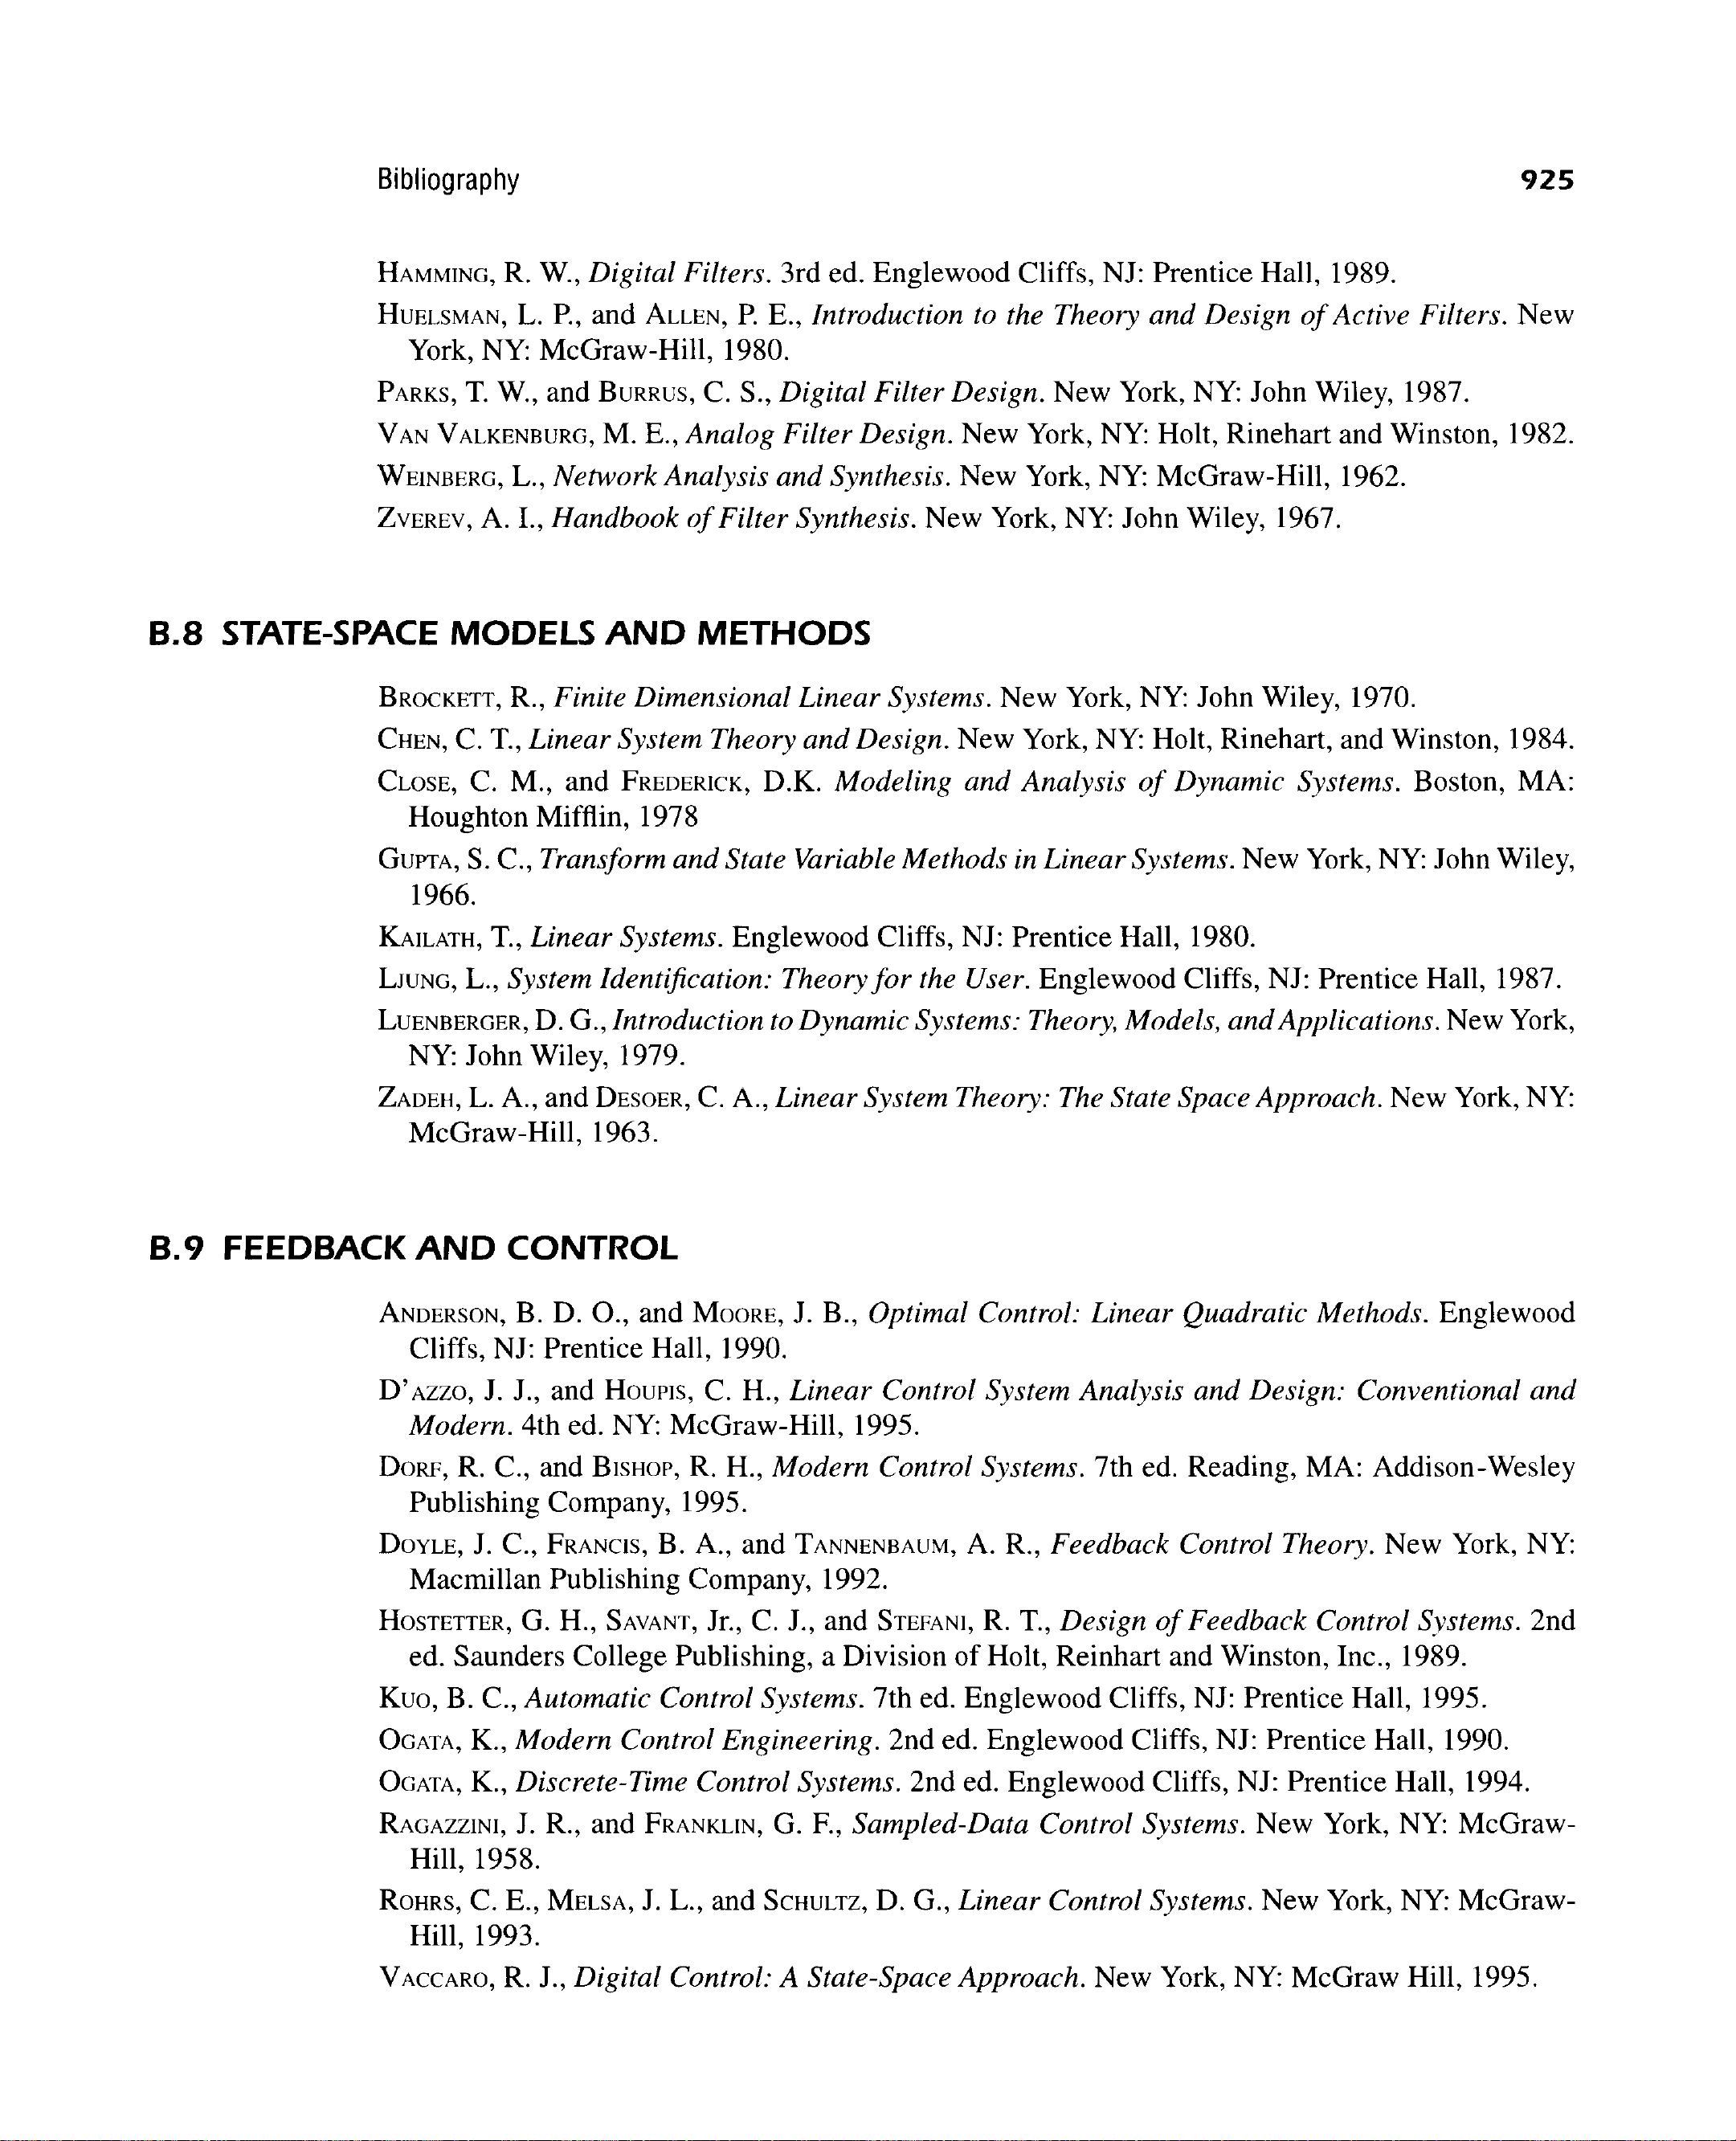 Bibliography 925
HAMMING, R. W., Digital Filters. 3rd ed. Englewood Cliffs, NJ: Prentice Hall, 1989.
HUELSMAN, L. P., and ALLEN, P. E., Introduction to the Theory and Design of Active Filters. New
York, NY: McGraw-Hill, 1980.
PARKS, T. W., and BURRUS, C. S., Digital Filter Design. New York, NY: John Wiley, 1987.
VAN VALKENBURG, M. E., Analog Filter Design. New York, NY: Holt, Rinehart and Winston, 1982.
WEINBERG, L., Network Analysis and Synthesis. New York, NY: McGraw-Hill, 1962.
ZVEREV, A. I., Handbook of Filter Synthesis. New York, NY: John Wiley, 1967.
B.8 STATE-SPACE MODELS AND METHODS
BROCKETT, R., Finite Dimensional Linear Systems. New York, NY: John Wiley, 1970.
CHEN, C. T., Linear System Theory and Design. New York, NY: Holt, Rinehart, and Winston, 1984.
CLOSE, C. M., and FREDERICK, D.K. Modeling and Analysis of Dynamic Systems. Boston, MA:
Houghton Mifflin, 1978
GUPTA, S. C., Transform and State Variable Methods in Linear Systems. New York, NY: John Wiley,
1966.
KAILATH, T., Linear Systems. Englewood Cliffs, NJ: Prentice Hall, 1980.
LJUNG, L., System Identification: Theory for the User. Englewood Cliffs, NJ: Prentice Hall, 1987.
LUENBERGER, D. G., Introduction to Dynamic Systems: Theory, Models, and Applications. New York,
NY: John Wiley, 1979.
ZADEH, L. A., and DESOER, C. A., Linear System Theory: The State Space Approach. New York, NY:
McGraw-Hill, 1963.
B.9 FEEDBACK AND CONTROL
ANDERSON, B. D. O., and MOORE, J. B., Optimal Control: Linear Quadratic Methods. Englewood
Cliffs, NJ: Prentice Hall, 1990.
D'AZZO, J. J., and HOUPIS, C. H., Linear Control System Analysis and Design: Conventional and
Modern. 4th ed. NY: McGraw-Hill, 1995.
DORF, R. C., and BISHOP, R. H., Modern Control Systems. 7th ed. Reading, MA: Addison-Wesley
Publishing Company, 1995.
DOYLE, J. C., FRANCIS, B. A., and TANNENBAUM, A. R., Feedback Control Theory. New York, NY:
Macmillan Publishing Company, 1992.
HOSTETTER, G. H., SAVANT, Jr., C. J., and STEFANI, R. T., Design of Feedback Control Systems. 2nd
ed. Saunders College Publishing, a Division of Holt, Reinhart and Winston, Inc., 1989.
KUO, B. C., Automatic Control Systems. 7th ed. Englewood Cliffs, NJ: Prentice Hall, 1995.
OGATA, K., Modern Control Engineering. 2nd ed. Englewood Cliffs, NJ: Prentice Hall, 1990.
OGATA, K., Discrete-Time Control Systems. 2nd ed. Englewood Cliffs, NJ: Prentice Hall, 1994.
RAGAZZINI, J. R., and FRANKLIN, G. F., Sampled-Data Control Systems. New York, NY: McGraw-
Hill, 1958.
ROHRS, C. E., MELSA, J. L., and SCHULTZ, D. G., Linear Control Systems. New York, NY: McGraw-
Hill, 1993.
VACCARO, R. J., Digital Control: A State-Space Approach. New York, NY: McGraw Hill, 1995.